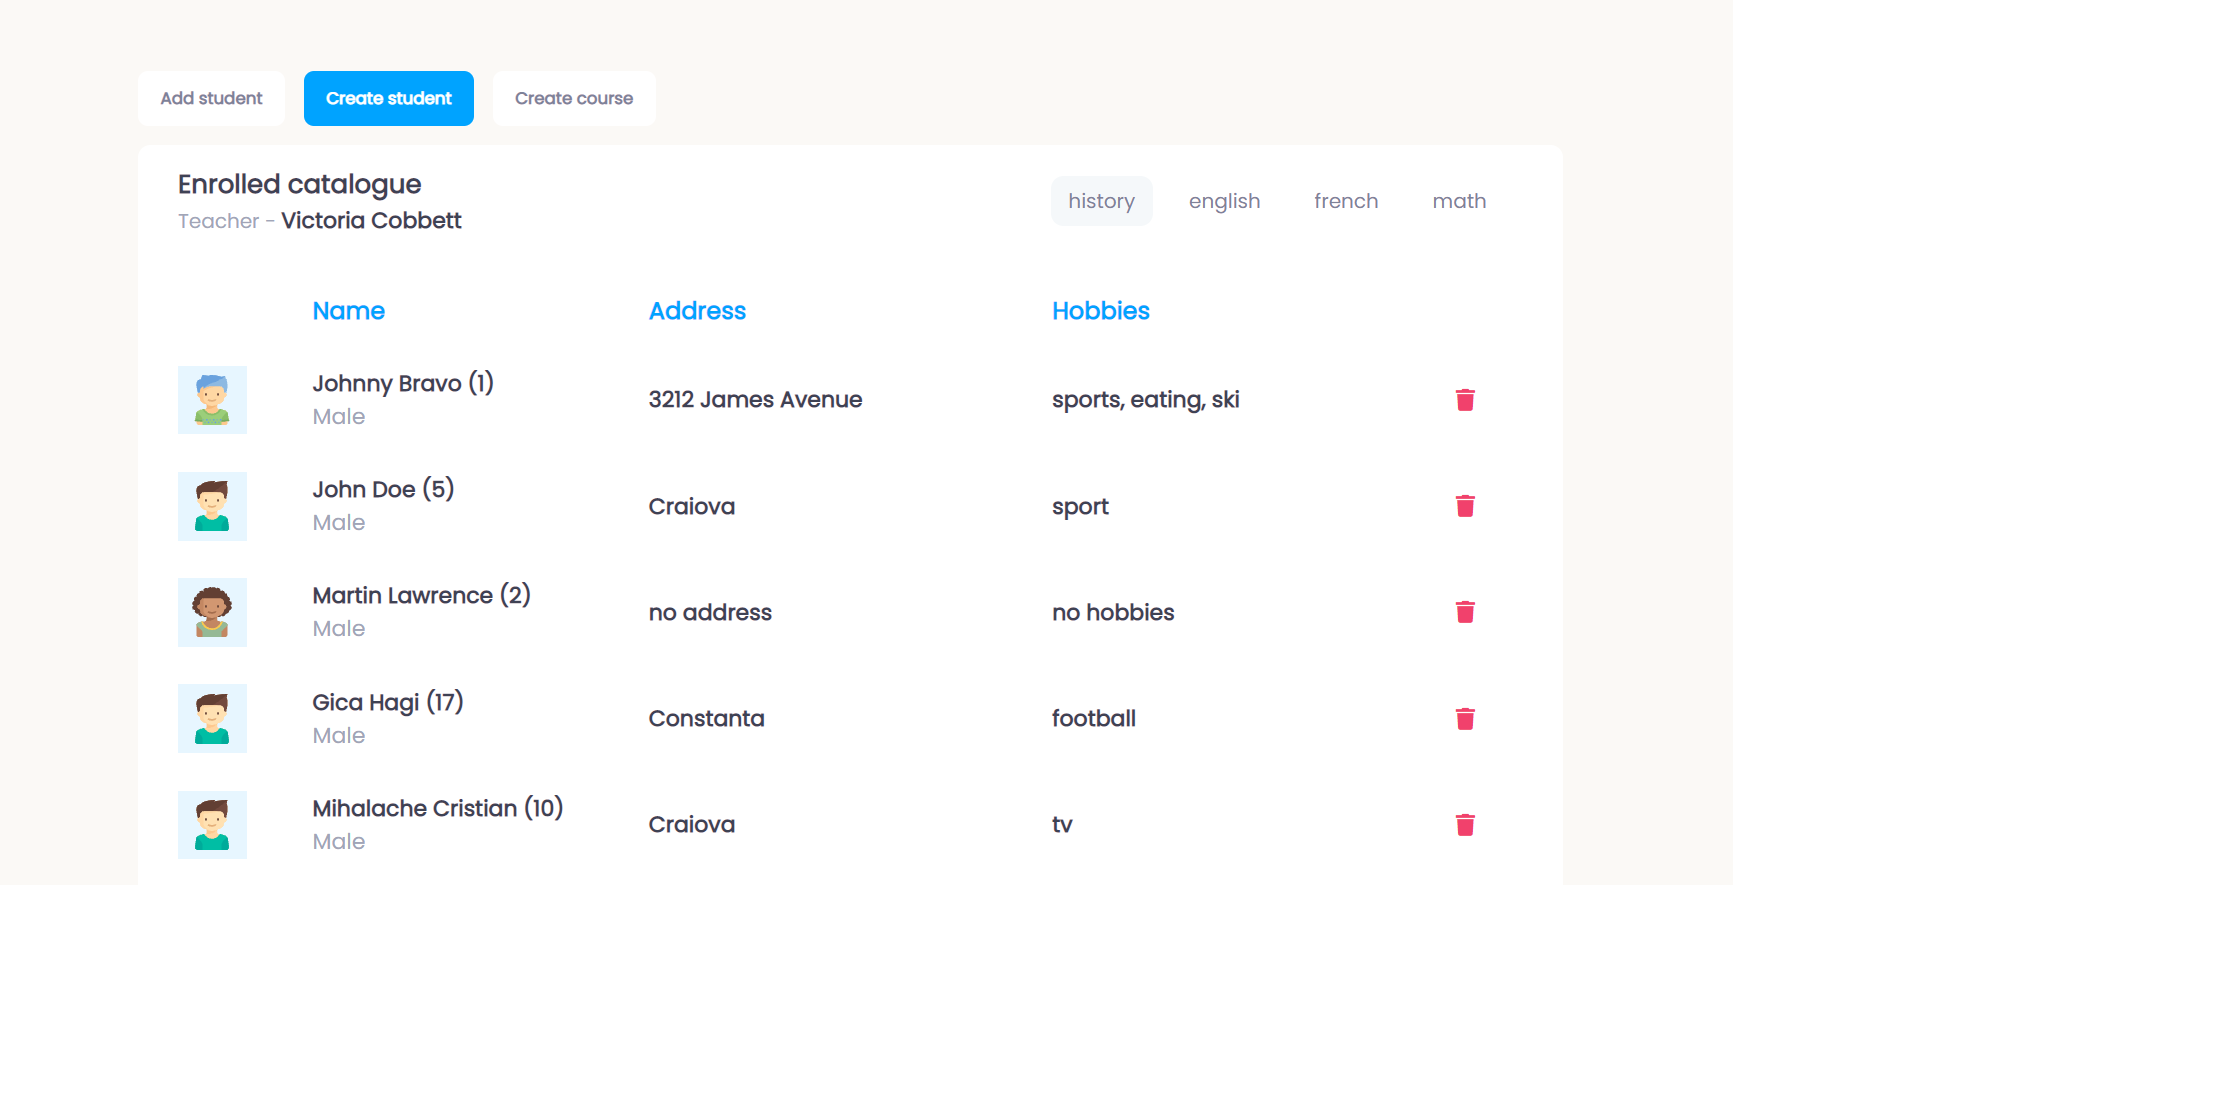 Add student Create student Create course
Enrolled catalogue
Teacher - Victoria Cobbett
history english french math
Name Address Hobbies
Johnny Bravo (1)
Male
3212 James Avenue
sports, eating, ski
John Doe (5)
Male
Craiova
sport
Martin Lawrence (2)
Male
no address
no hobbies
Gica Hagi (17)
Male
Constanta
football
Mihalache Cristian (10)
Male
Craiova
tv